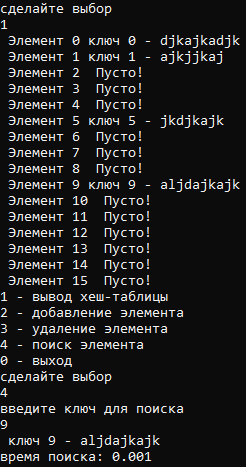 сделайте выбор
1
Элемент 0 ключ 0 - djkajkadjk
Элемент 1 ключ 1 - ajkjjkaj
Элемент 2  Пусто!
Элемент 3  Пусто!
Элемент 4  Пусто!
Элемент 5 ключ 5 - jkdjkajk
Элемент 6  Пусто!
Элемент 7  Пусто!
Элемент 8  Пусто!
Элемент 9 ключ 9 - aljdajkajk
Элемент 10  Пусто!
Элемент 11  Пусто!
Элемент 12  Пусто!
Элемент 13  Пусто!
Элемент 14  Пусто!
Элемент 15  Пусто!
1 - вывод хеш-таблицы
2 - добавление элемента
3 - удаление элемента
4 - поиск элемента
0 - выход
сделайте выбор
4
введите ключ для поиска
9
ключ 9 - aljdajkajk
время поиска: 0.001